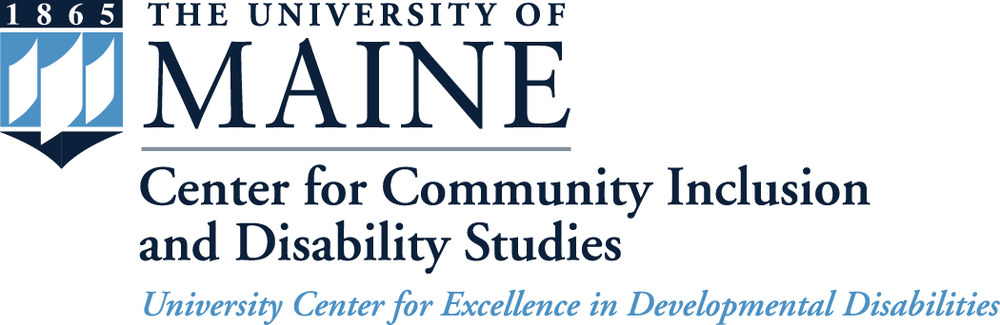 1865
THE UNIVERSITY OF
MAINE
Center for Community Inclusion
and Disability Studies
University Center for Excellence in Developmental Disabilities